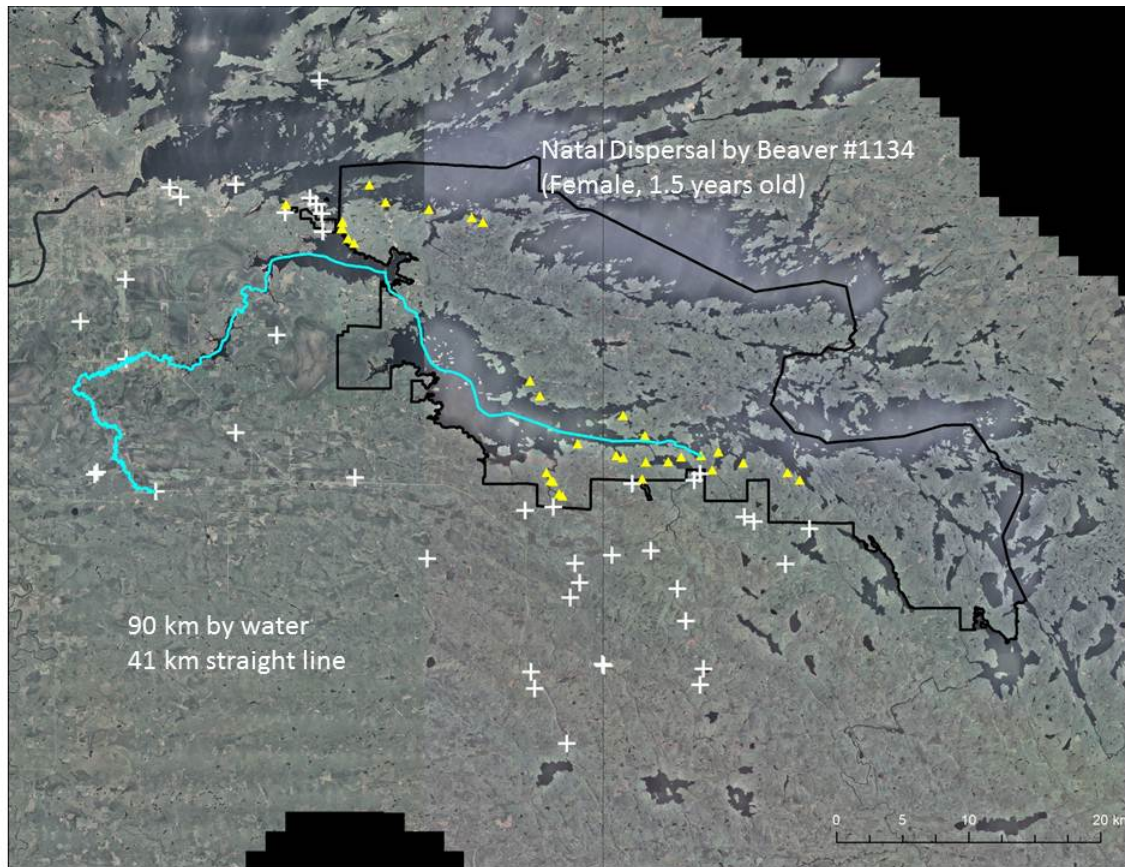 Natal Dispersal by Beaver #1134
(Female, 1.5 years old)
90 km by water
41 km straight line
0 5 10 20 km